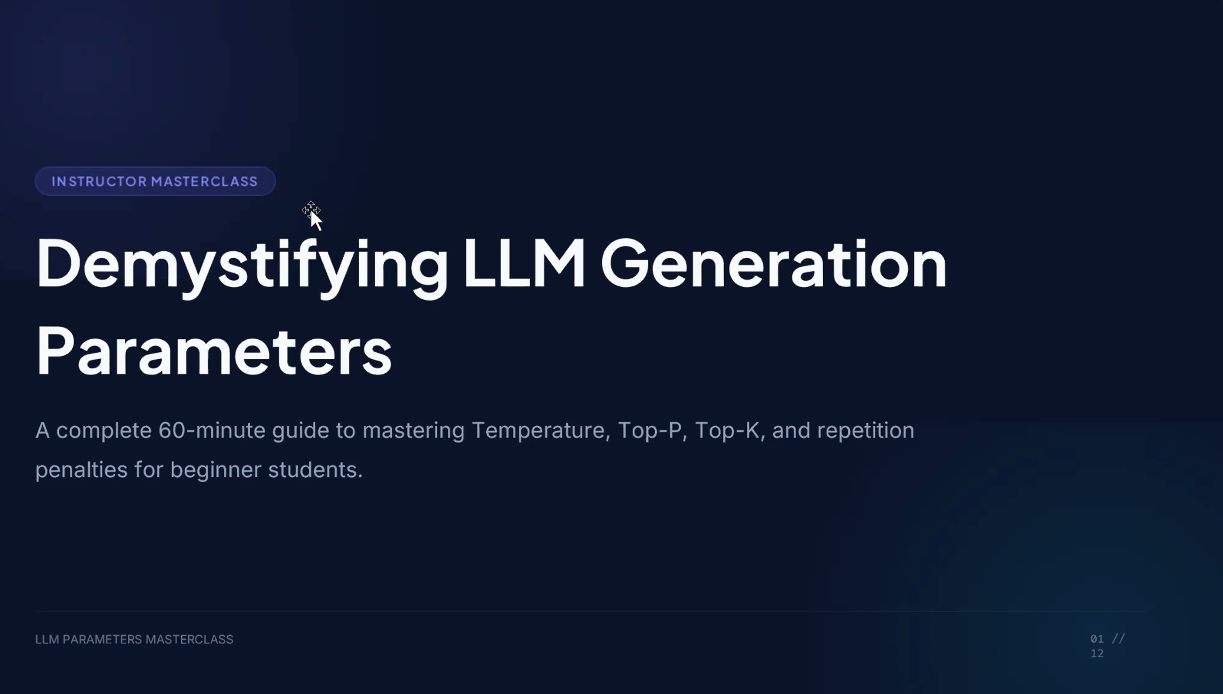 INSTRUCTOR MASTERCLASS
Demystifying LLM Generation
Parameters
A complete 60-minute guide to mastering Temperature, Top-P, Top-K, and repetition
penalties for beginner students.
LLM PARAMETERS MASTERCLASS
01 //
12